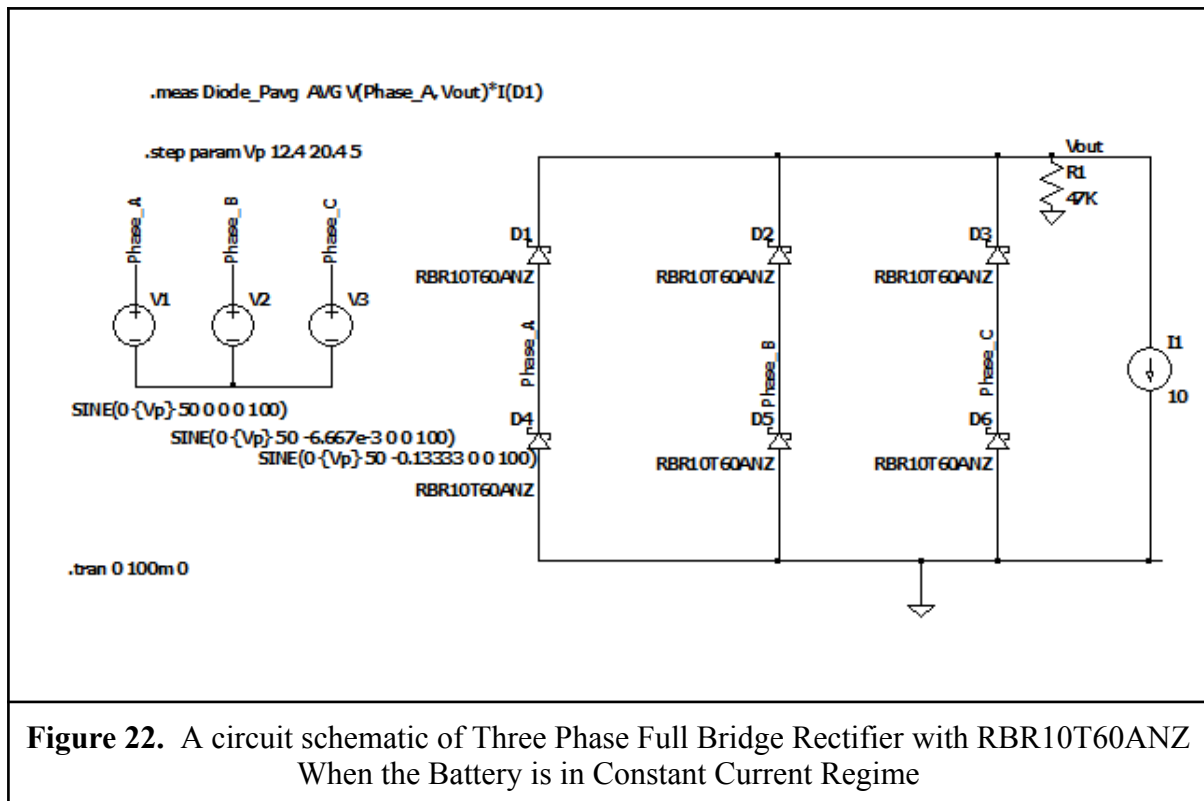 .meas Diode_Pavg AVG V(Phase_A, Vout)*I(D1)
.step param Vp 12.4 20.4 5
Phase_A
Phase_B
Phase_C
V1
V2
V3
SINE(0 {Vp} 50 0 0 0 100)
SINE(0 {Vp} 50 -6.667e-3 0 0 100)
SINE(0 {Vp} 50 -0.13333 0 0 100)
.tran 0 100m 0
Vout
R1
47K
D1
RBR10T60ANZ
D2
RBR10T60ANZ
D3
RBR10T60ANZ
Phase_A
Phase_B
Phase_C
I1
10
D4
RBR10T60ANZ
D5
RBR10T60ANZ
D6
RBR10T60ANZ
Figure 22. A circuit schematic of Three Phase Full Bridge Rectifier with RBR10T60ANZ
When the Battery is in Constant Current Regime